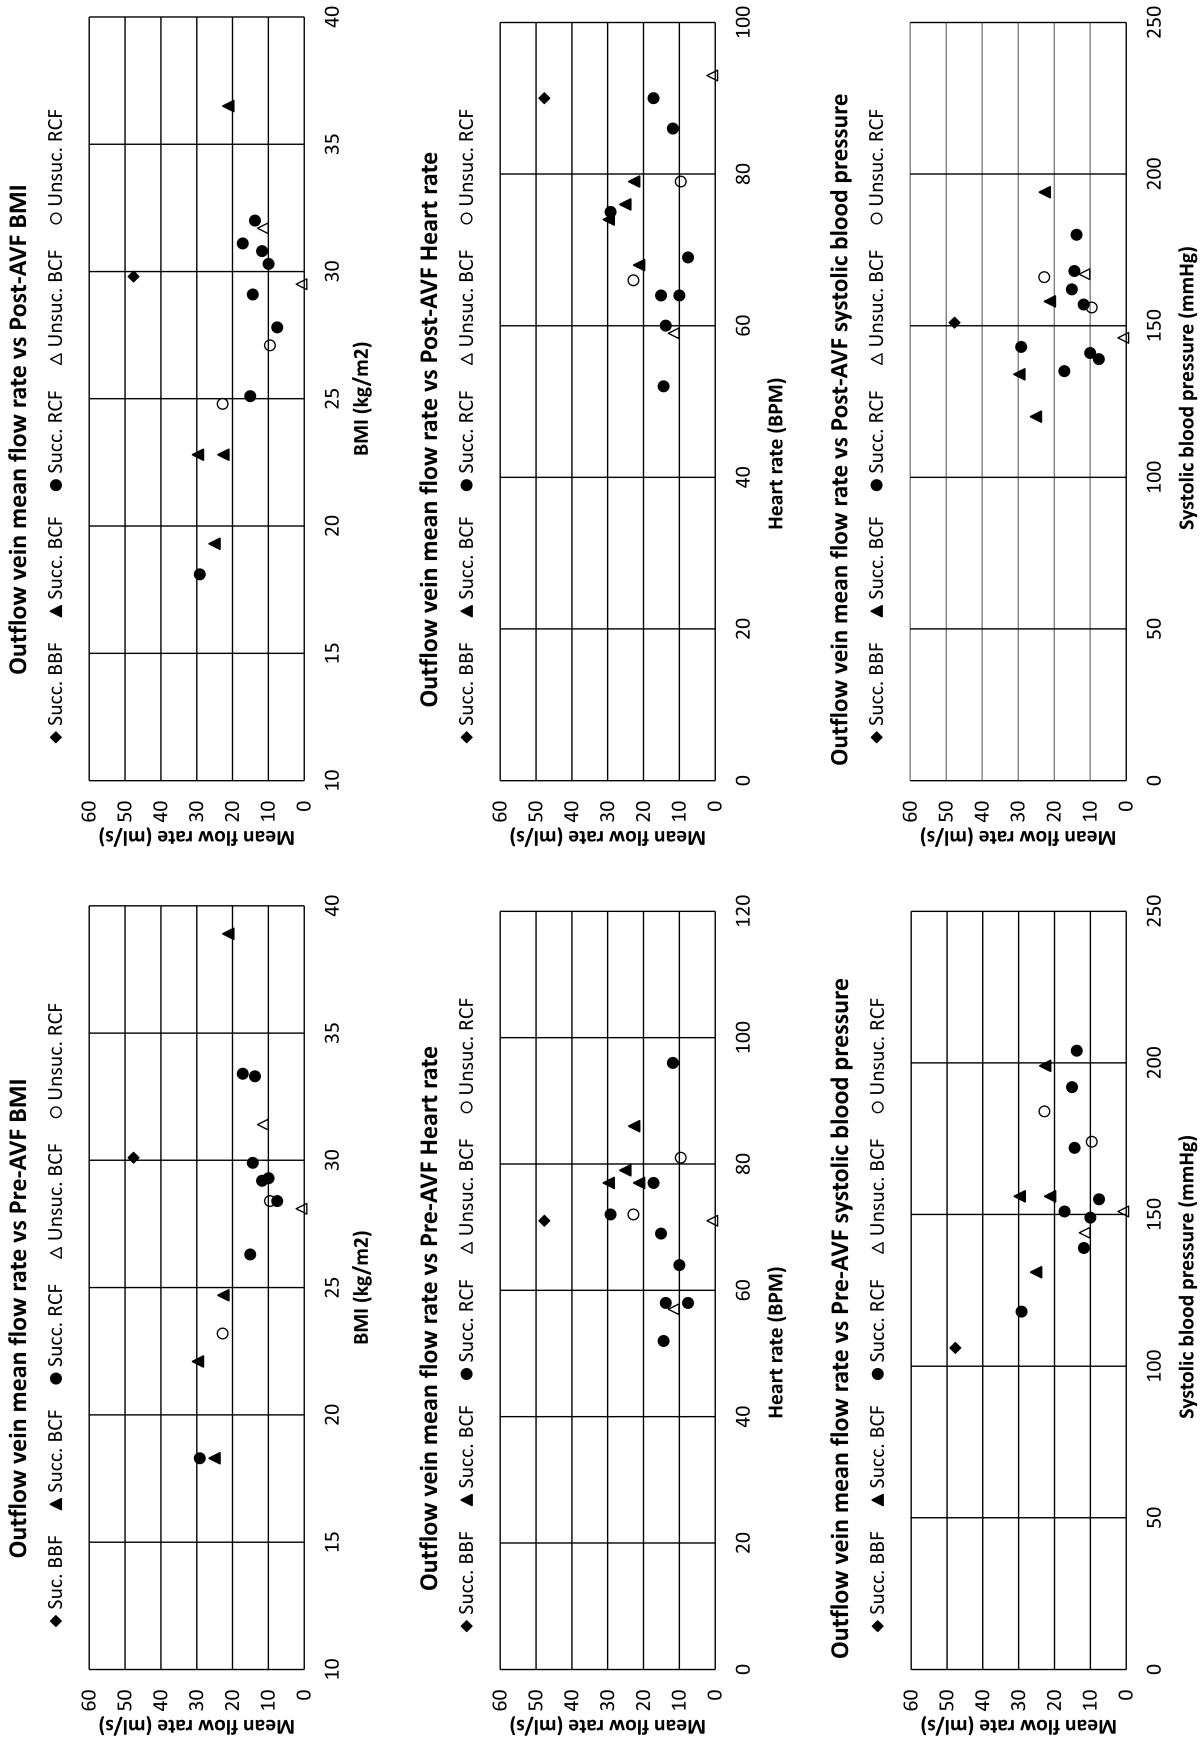 Outflow vein mean flow rate vs Pre-AVF BMI
Suc. BBF Succ. BCF Succ. RCF Unsuc. BCF Unsuc. RCF
Mean flow rate (ml/s)
60
50
40
30
20
10
0
10 15 20 25 30 35 40
BMI (kg/m2)
Outflow vein mean flow rate vs Post-AVF BMI
Succ. BBF Succ. BCF Succ. RCF Unsuc. BCF Unsuc. RCF
Mean flow rate (ml/s)
60
50
40
30
20
10
0
10 15 20 25 30 35 40
BMI (kg/m2)
Outflow vein mean flow rate vs Pre-AVF Heart rate
Succ. BBF Succ. BCF Succ. RCF Unsuc. BCF Unsuc. RCF
Mean flow rate (ml/s)
60
50
40
30
20
10
0
0 20 40 60 80 100 120
Heart rate (BPM)
Outflow vein mean flow rate vs Post-AVF Heart rate
Succ. BBF Succ. BCF Succ. RCF Unsuc. BCF Unsuc. RCF
Mean flow rate (ml/s)
60
50
40
30
20
10
0
0 20 40 60 80 100
Heart rate (BPM)
Outflow vein mean flow rate vs Pre-AVF systolic blood pressure
Succ. BBF Succ. BCF Succ. RCF Unsuc. BCF Unsuc. RCF
Mean flow rate (ml/s)
60
50
40
30
20
10
0
0 50 100 150 200 250
Systolic blood pressure (mmHg)
Outflow vein mean flow rate vs Post-AVF systolic blood pressure
Succ. BBF Succ. BCF Succ. RCF Unsuc. BCF Unsuc. RCF
Mean flow rate (ml/s)
60
50
40
30
20
10
0
0 50 100 150 200 250
Systolic blood pressure (mmHg)